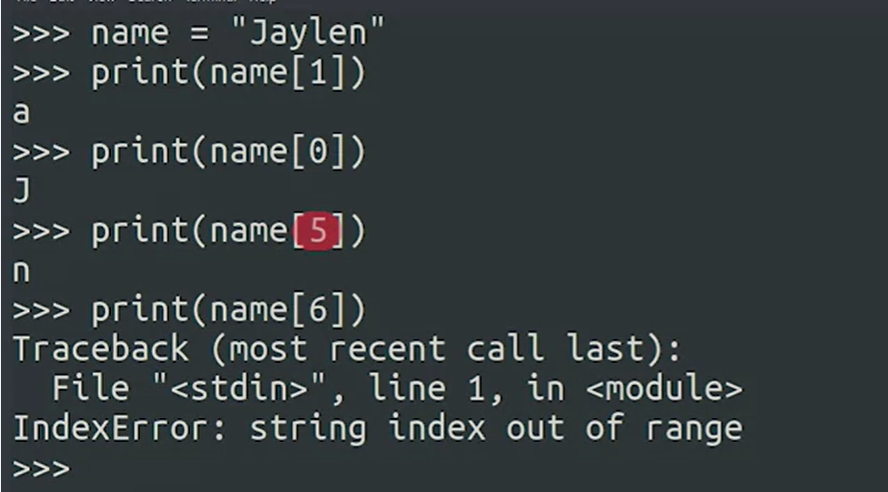 >>> name = "Jaylen"
>>> print(name[1])
a
>>> print(name[0])
J
>>> print(name[5])
n
>>> print(name[6])
Traceback (most recent call last):
  File "<stdin>", line 1, in <module>
IndexError: string index out of range
>>>